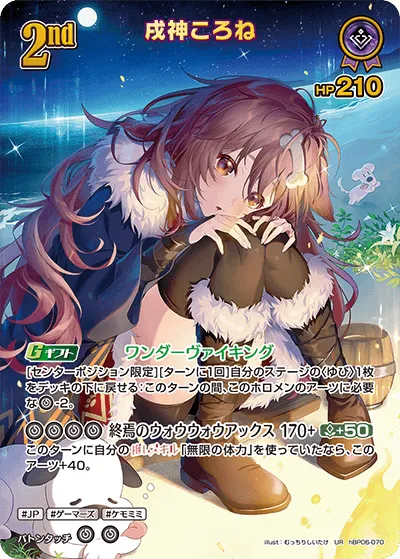 2nd
戌神ころね
HP210
Gギフト ワンダーヴァイキング
[センターポジション限定][ターンに1回]自分のステージの〈ゆび〉1枚
をデッキの下に戻せる:このターンの間、このホロメンのアーツに必要
な-2。
終焉のウォウウォウアックス 170+ +50
このターンに自分の推しスキル「無限の体力」を使っていたなら、この
アーツ+40。
#JP #ゲーマーズ #ケモミミ
バトンタッチ
illust:むっちりしいたけ UR hBP06-070